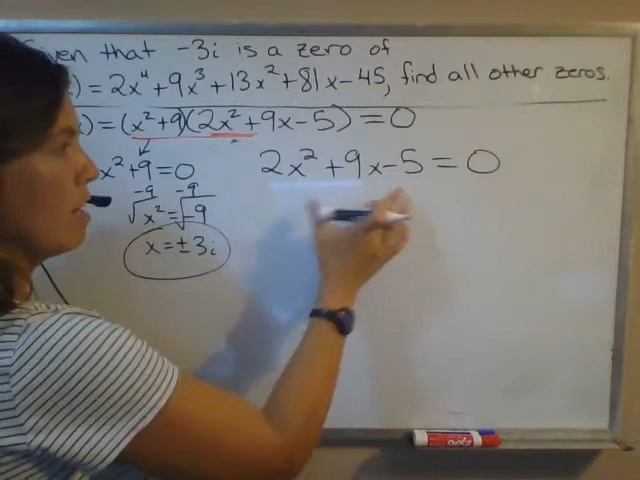 Given that -3i is a zero of
) = 2x⁴ + 9x³ + 13x² + 81x - 45, find all other zeros.
) = (x² + 9)(2x² + 9x - 5) = 0
x² + 9 = 0
-9 -9
√x² = √-9
x = ± 3i
2x² + 9x - 5 = 0
EXPO